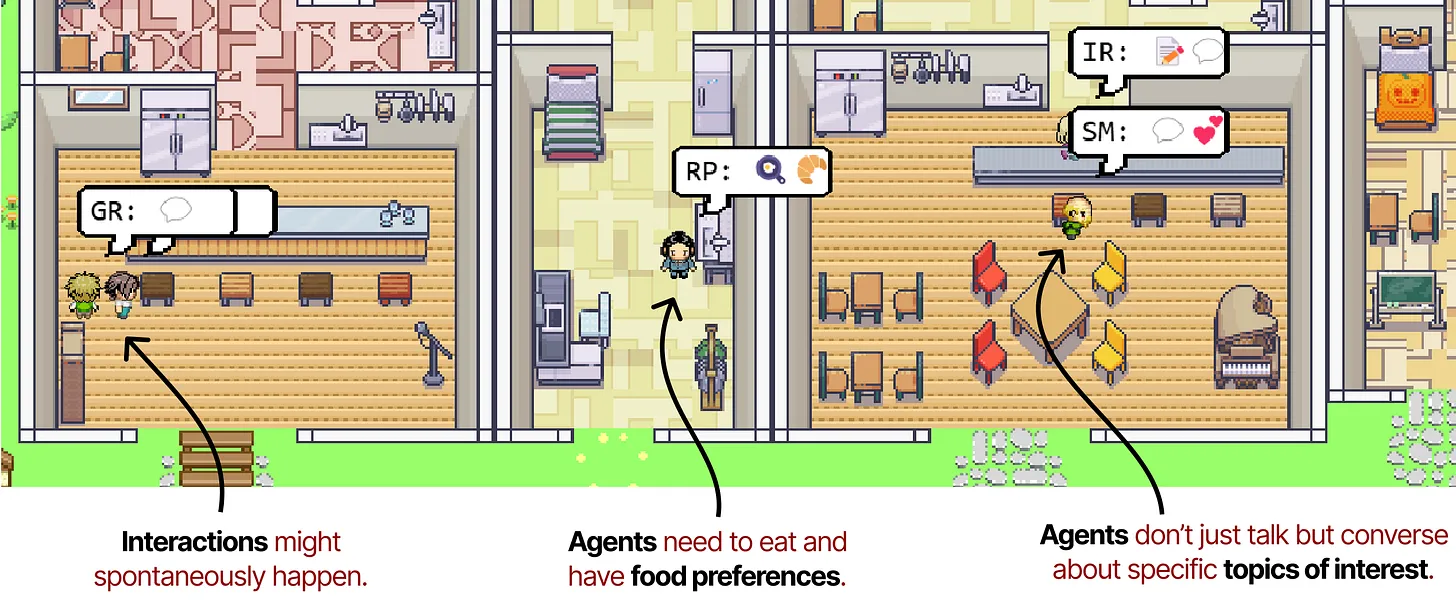 IR:
SM:
RP:
GR:
Interactions might
spontaneously happen.
Agents need to eat and
have food preferences.
Agents don't just talk but converse
about specific topics of interest.